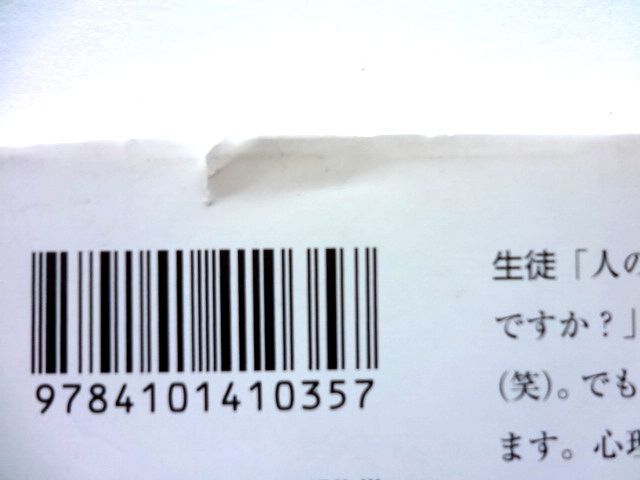 9784101410357
生徒「人の
ですか?」
(笑)。でも
ます。心理